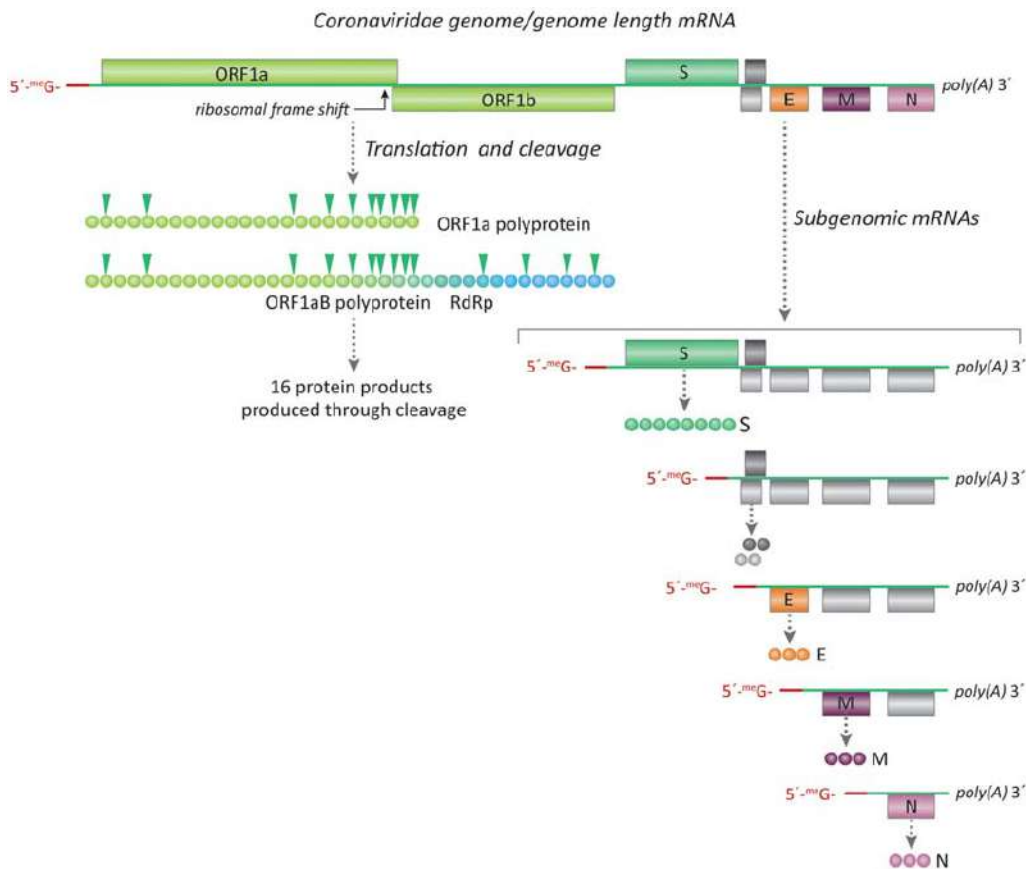 Coronaviridae genome/genome length mRNA
ORF1a
S
5´-meG-
poly(A) 3´
ribosomal frame shift
ORF1b
E
M
N
Translation and cleavage
ORF1a polyprotein
Subgenomic mRNAs
ORF1aB polyprotein
RdRp
16 protein products
produced through cleavage
S
5´-meG-
poly(A) 3´
S
5´-meG-
poly(A) 3´
5´-meG-
poly(A) 3´
E
E
5´-meG-
poly(A) 3´
M
M
5´-meG-
poly(A) 3´
N
N